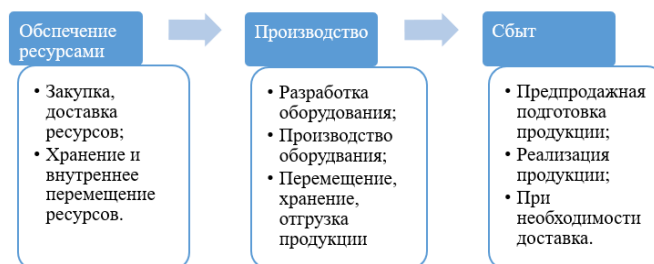 Обспечение
ресурсами
• Закупка,
доставка
ресурсов;
• Хранение и
внутреннее
перемещение
ресурсов.
Производство
• Разработка
оборудования;
• Производство
оборудвания;
• Перемещение,
хранение,
отгрузка
продукции
Сбыт
• Предпродажная
подготовка
продукции;
• Реализация
продукции;
• При
необходимости
доставка.